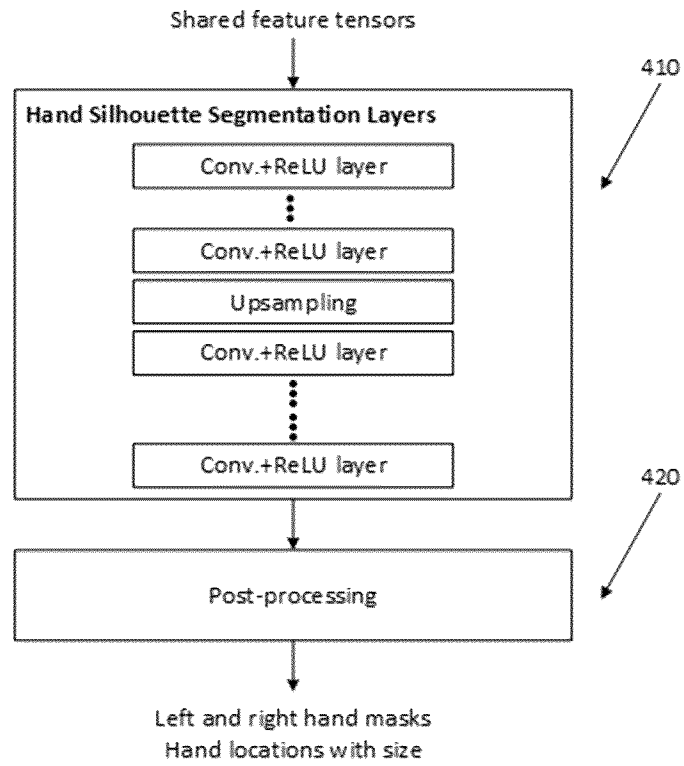 Shared feature tensors
410
Hand Silhouette Segmentation Layers
Conv.+ReLU layer
Conv.+ReLU layer
Upsampling
Conv.+ReLU layer
Conv.+ReLU layer
420
Post-processing
Left and right hand masks
Hand locations with size